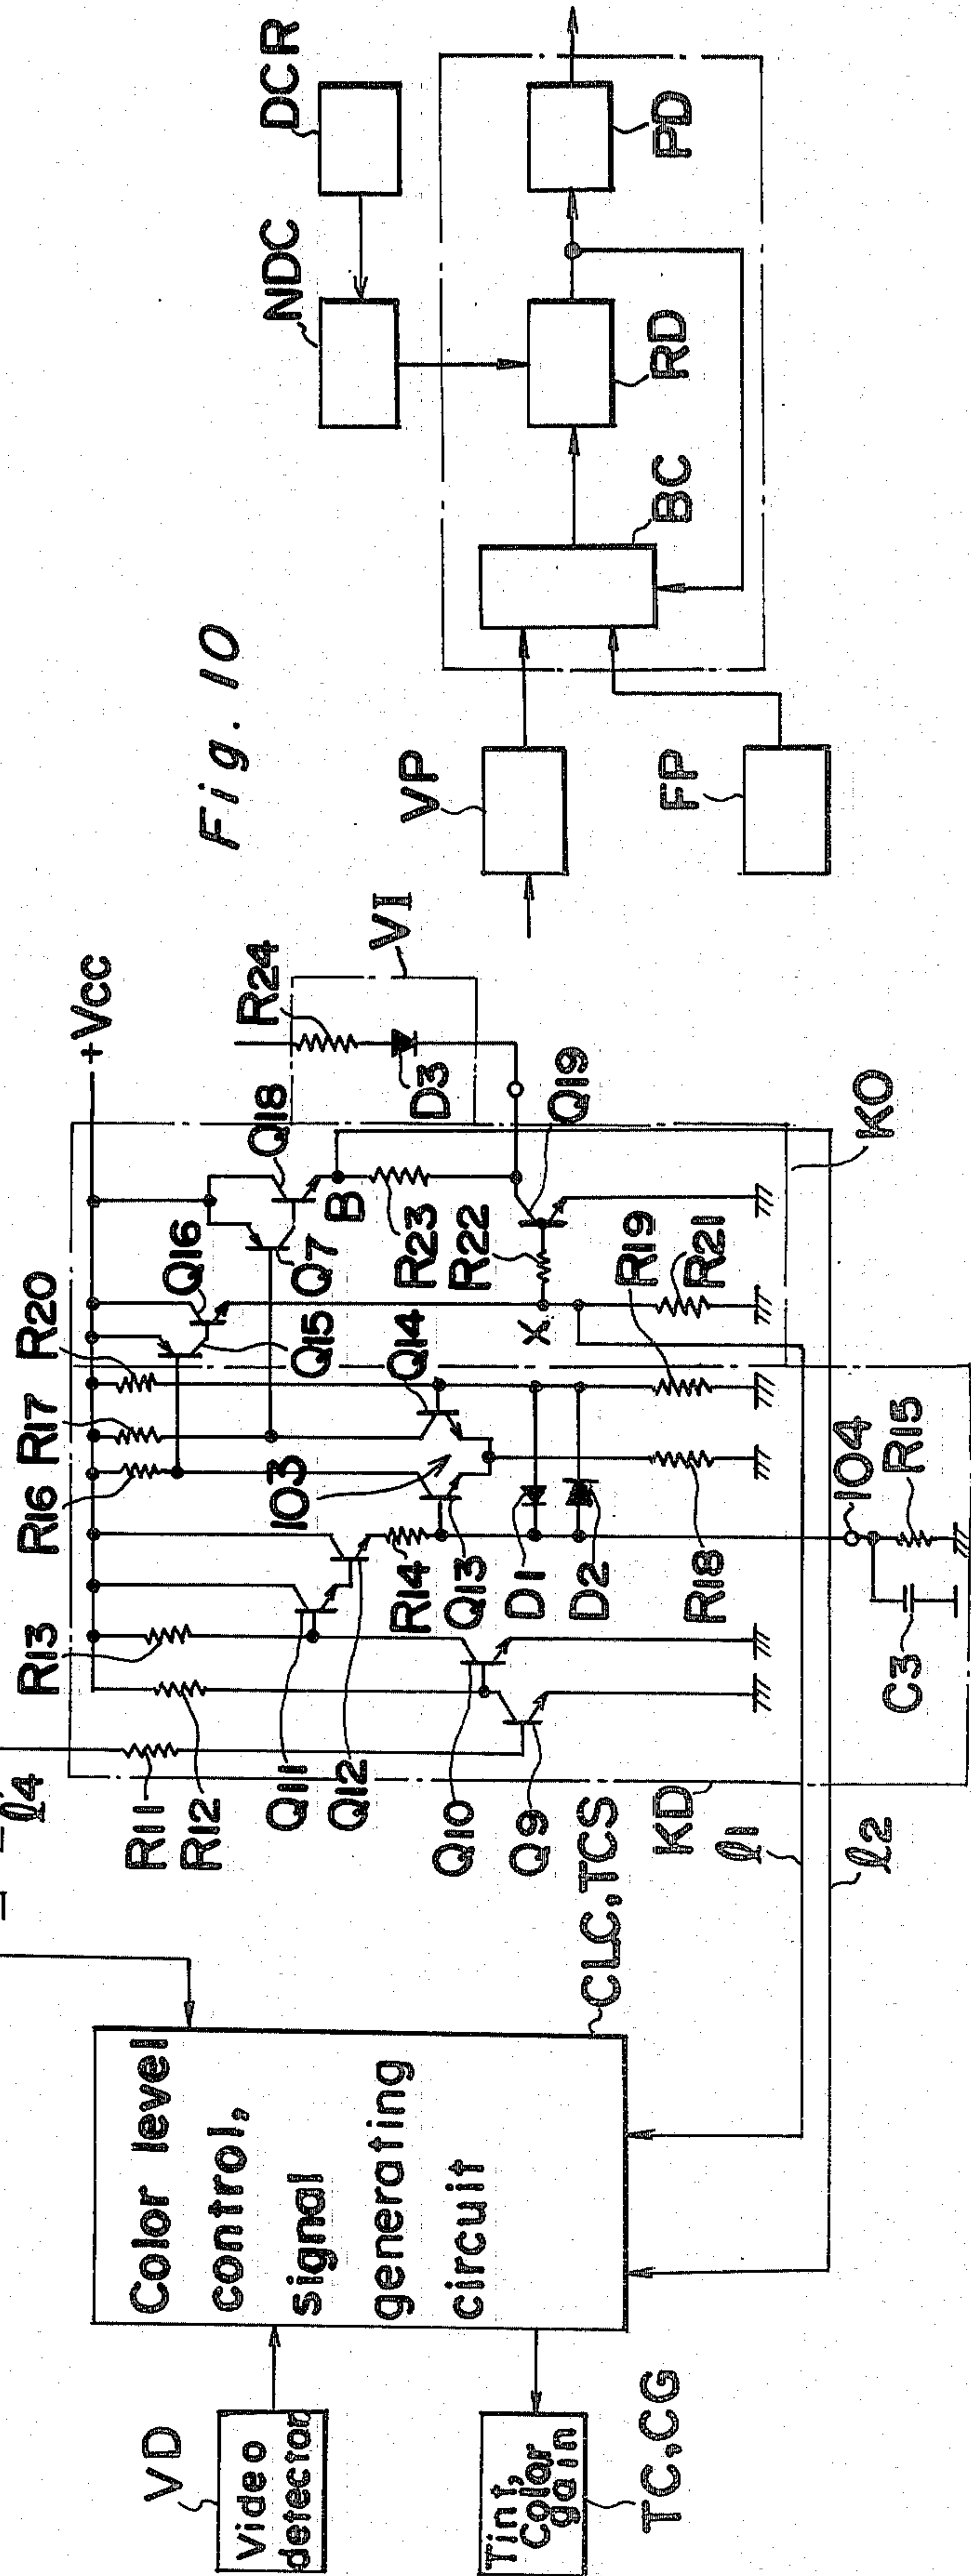 Fig. 10
DCR
NDC
PD
RD
BC
VP
FP
+Vcc
VI
R24
D3
Q18
Q19
KO
B
R23
R22
Q7
Q16
R20
Q15
X
R19
R21
R17
Q14
R16
103
104
R15
R13
R14
Q13
D1
D2
R18
C3
R11
R12
Q11
Q12
Q10
Q9
KD
l4
l1
l2
CLC,TCS
Color level
control,
signal
generating
circuit
VD
Video
detector
Tint,
Color
gain
TC,CG